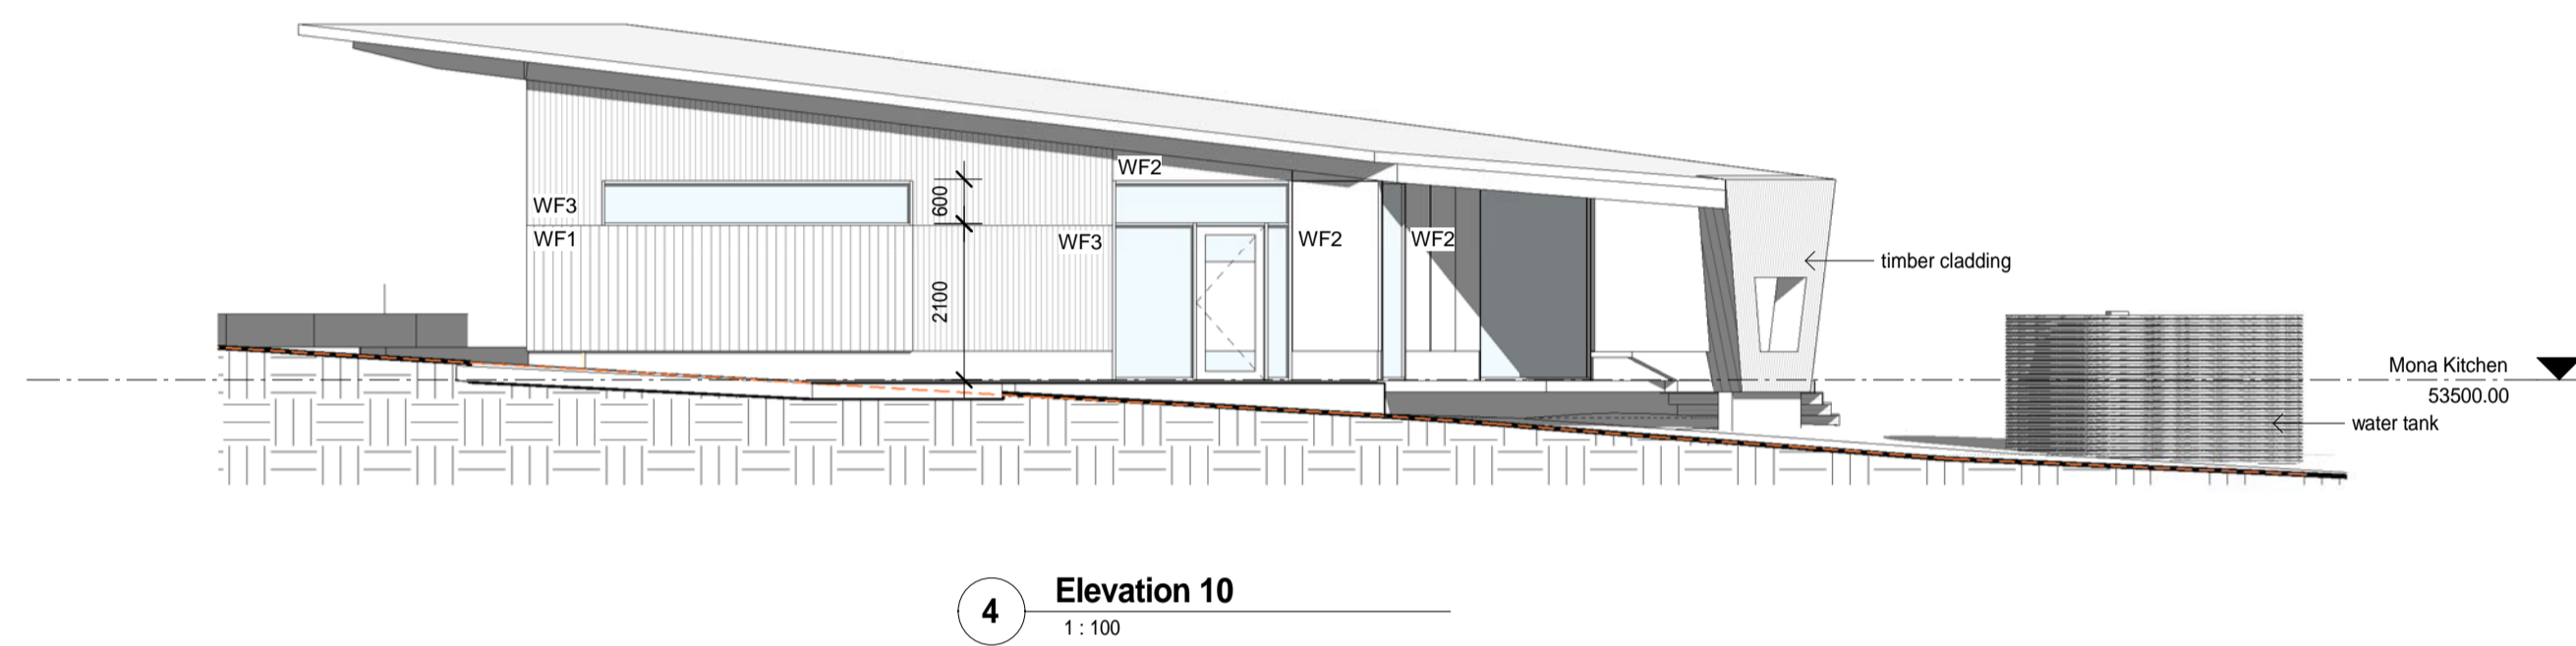 WF2
600
WF3
WF1
WF3
WF2
WF2
timber cladding
2100
Mona Kitchen
53500.00
water tank
4
Elevation 10
1 : 100